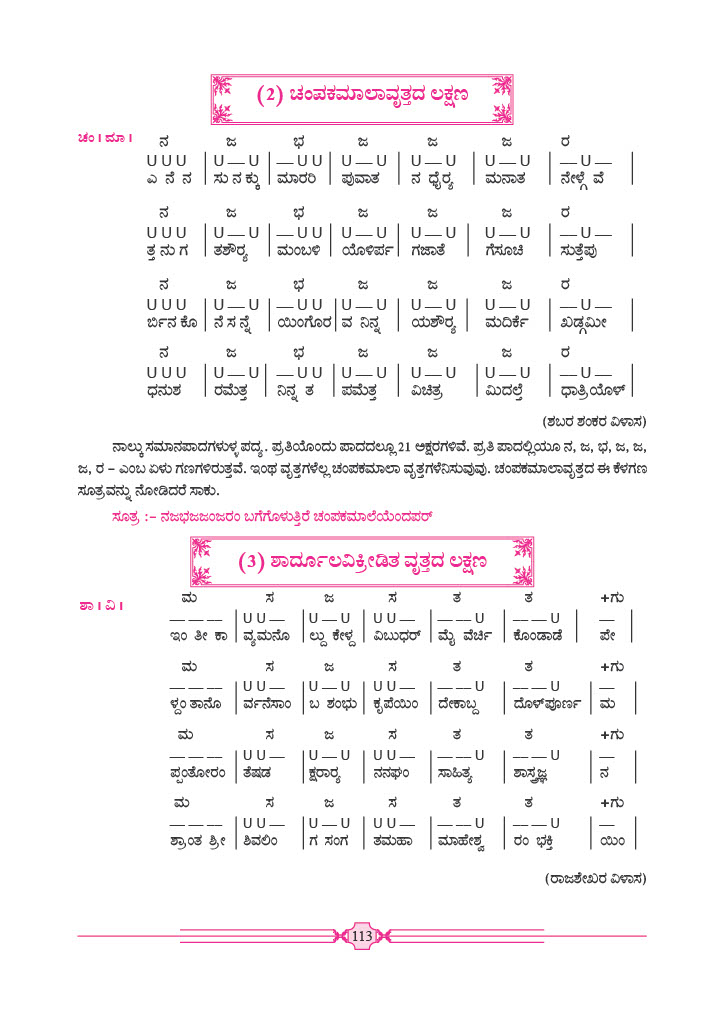 (2) ಚಂಪಕಮಾಲಾವೃತ್ತದ ಲಕ್ಷಣ
ಚಂ । ಮಾ । ನ ಜ ಭ ಜ ಜ ಜ ರ
U U U | U — U | — U U | U — U | U — U | U — U | — U —
ಎ ನೆ ನ | ಸು ನ ಕ್ಕು | ಮಾರರಿ | ಪುವಾತ | ನ ಧೈರ್‍ಯ | ಮನಾತ | ನೇಳ್ಗೆ ವೆ
ನ ಜ ಭ ಜ ಜ ಜ ರ
U U U | U — U | — U U | U — U | U — U | U — U | — U —
ತ್ತ ನು ಗ | ತಶೌರ್‍ಯ | ಮಂಬಳಿ | ಯೊಳಿರ್ಪ | ಗಜಾತೆ | ಗೆಸೂಚಿ | ಸುತ್ತೆಪು
ನ ಜ ಭ ಜ ಜ ಜ ರ
U U U | U — U | — U U | U — U | U — U | U — U | — U —
ರ್ಬಿನ ಕೊ | ನೆ ಸ ನ್ನೆ | ಯಿಂಗೊರ | ವ ನಿನ್ನ | ಯಶೌರ್‍ಯ | ಮದಿರ್ಕೆ | ಖಡ್ಗಮೀ
ನ ಜ ಭ ಜ ಜ ಜ ರ
U U U | U — U | — U U | U — U | U — U | U — U | — U —
ಧನುಶ | ರಮೆತ್ತ | ನಿನ್ನ ತ | ಪಮೆತ್ತ | ವಿಚಿತ್ರ | ಮಿದಲ್ತೆ | ಧಾತ್ರಿಯೊಳ್
(ಶಬರ ಶಂಕರ ವಿಳಾಸ)
ನಾಲ್ಕು ಸಮಾನಪಾದಗಳುಳ್ಳ ಪದ್ಯ. ಪ್ರತಿಯೊಂದು ಪಾದದಲ್ಲೂ 21 ಅಕ್ಷರಗಳಿವೆ. ಪ್ರತಿ ಪಾದಲ್ಲಿಯೂ ನ, ಜ, ಭ, ಜ, ಜ,
ಜ, ರ – ಎಂಬ ಏಳು ಗಣಗಳಿರುತ್ತವೆ. ಇಂಥ ವೃತ್ತಗಳೆಲ್ಲ ಚಂಪಕಮಾಲಾ ವೃತ್ತಗಳೆನಿಸುವುವು. ಚಂಪಕಮಾಲಾವೃತ್ತದ ಈ ಕೆಳಗಣ
ಸೂತ್ರವನ್ನು ನೋಡಿದರೆ ಸಾಕು.
ಸೂತ್ರ :– ನಜಭಜಜಂಜರಂ ಬಗೆಗೊಳುತ್ತಿರೆ ಚಂಪಕಮಾಲೆಯೆಂದಪರ್
(3) ಶಾರ್ದೂಲವಿಕ್ರೀಡಿತ ವೃತ್ತದ ಲಕ್ಷಣ
ಶಾ । ವಿ । ಮ ಸ ಜ ಸ ತ ತ +ಗು
— — — | U U — | U — U | U U — | — — U | — — U | —
ಇಂ ತೀ ಕಾ | ವ್ಯಮನೊ | ಲ್ದು ಕೇಳ್ದ | ವಿಬುಧರ್ | ಮೈ ವೆರ್ಚಿ | ಕೊಂಡಾಡೆ | ಪೇ
ಮ ಸ ಜ ಸ ತ ತ +ಗು
— — — | U U — | U — U | U U — | — — U | — — U | —
ಳ್ದಂ ತಾನೊ | ರ್ವನೆಸಾಂ | ಬ ಶಂಭು | ಕೃಪೆಯಿಂ | ದೇಕಾಬ್ದ | ದೊಳ್‌ಪೂರ್ಣ | ಮ
ಮ ಸ ಜ ಸ ತ ತ +ಗು
— — — | U U — | U — U | U U — | — — U | — — U | —
ಪ್ಪಂತೋರಂ | ತೆಷಡ | ಕ್ಷರಾರ್‍ಯ | ನನಘಂ | ಸಾಹಿತ್ಯ | ಶಾಸ್ತ್ರಜ್ಞ | ನ
ಮ ಸ ಜ ಸ ತ ತ +ಗು
— — — | U U — | U — U | U U — | — — U | — — U | —
ಶ್ರಾಂತ ಶ್ರೀ | ಶಿವಲಿಂ | ಗ ಸಂಗ | ತಮಹಾ | ಮಾಹೇಶ್ವ | ರಂ ಭಕ್ತಿ | ಯಿಂ
(ರಾಜಶೇಖರ ವಿಳಾಸ)
113